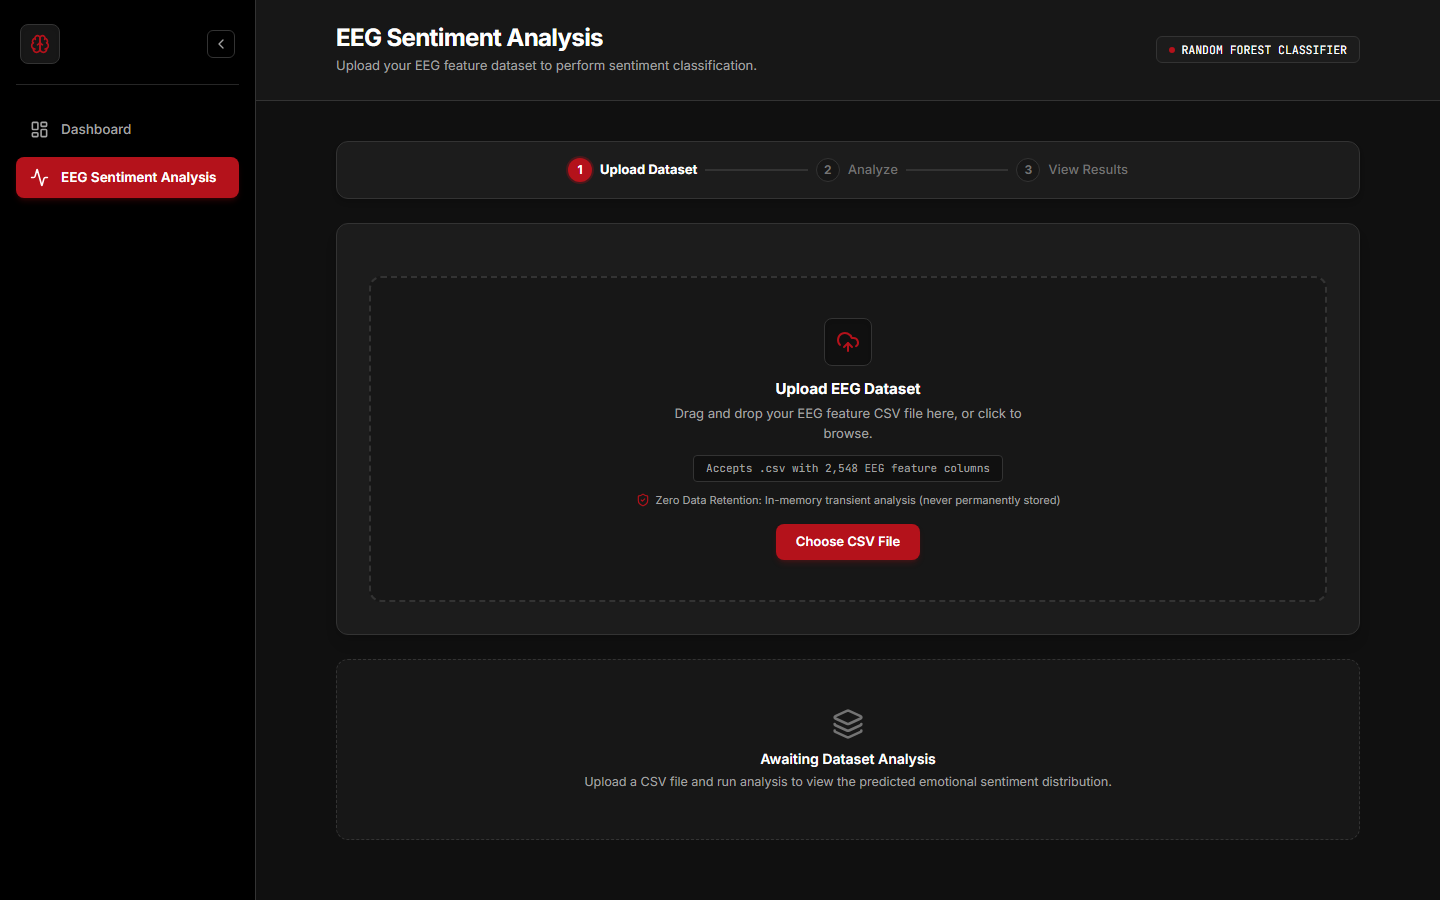 EEG Sentiment Analysis
Upload your EEG feature dataset to perform sentiment classification.
RANDOM FOREST CLASSIFIER
Dashboard
EEG Sentiment Analysis
1 Upload Dataset
2 Analyze
3 View Results
Upload EEG Dataset
Drag and drop your EEG feature CSV file here, or click to
browse.
Accepts .csv with 2,548 EEG feature columns
Zero Data Retention: In-memory transient analysis (never permanently stored)
Choose CSV File
Awaiting Dataset Analysis
Upload a CSV file and run analysis to view the predicted emotional sentiment distribution.